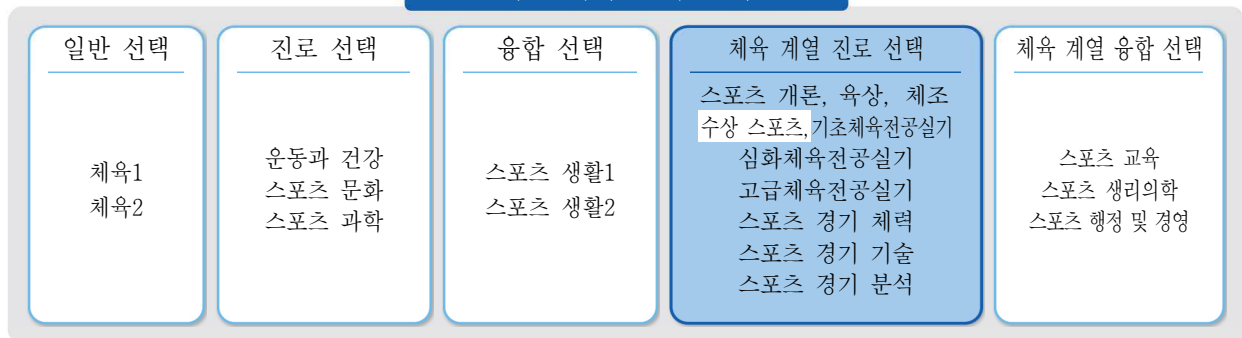 일반 선택
체육1
체육2
진로 선택
운동과 건강
스포츠 문화
스포츠 과학
융합 선택
스포츠 생활1
스포츠 생활2
체육 계열 진로 선택
스포츠 개론, 육상, 체조
수상 스포츠, 기초체육전공실기
심화체육전공실기
고급체육전공실기
스포츠 경기 체력
스포츠 경기 기술
스포츠 경기 분석
체육 계열 융합 선택
스포츠 교육
스포츠 생리의학
스포츠 행정 및 경영